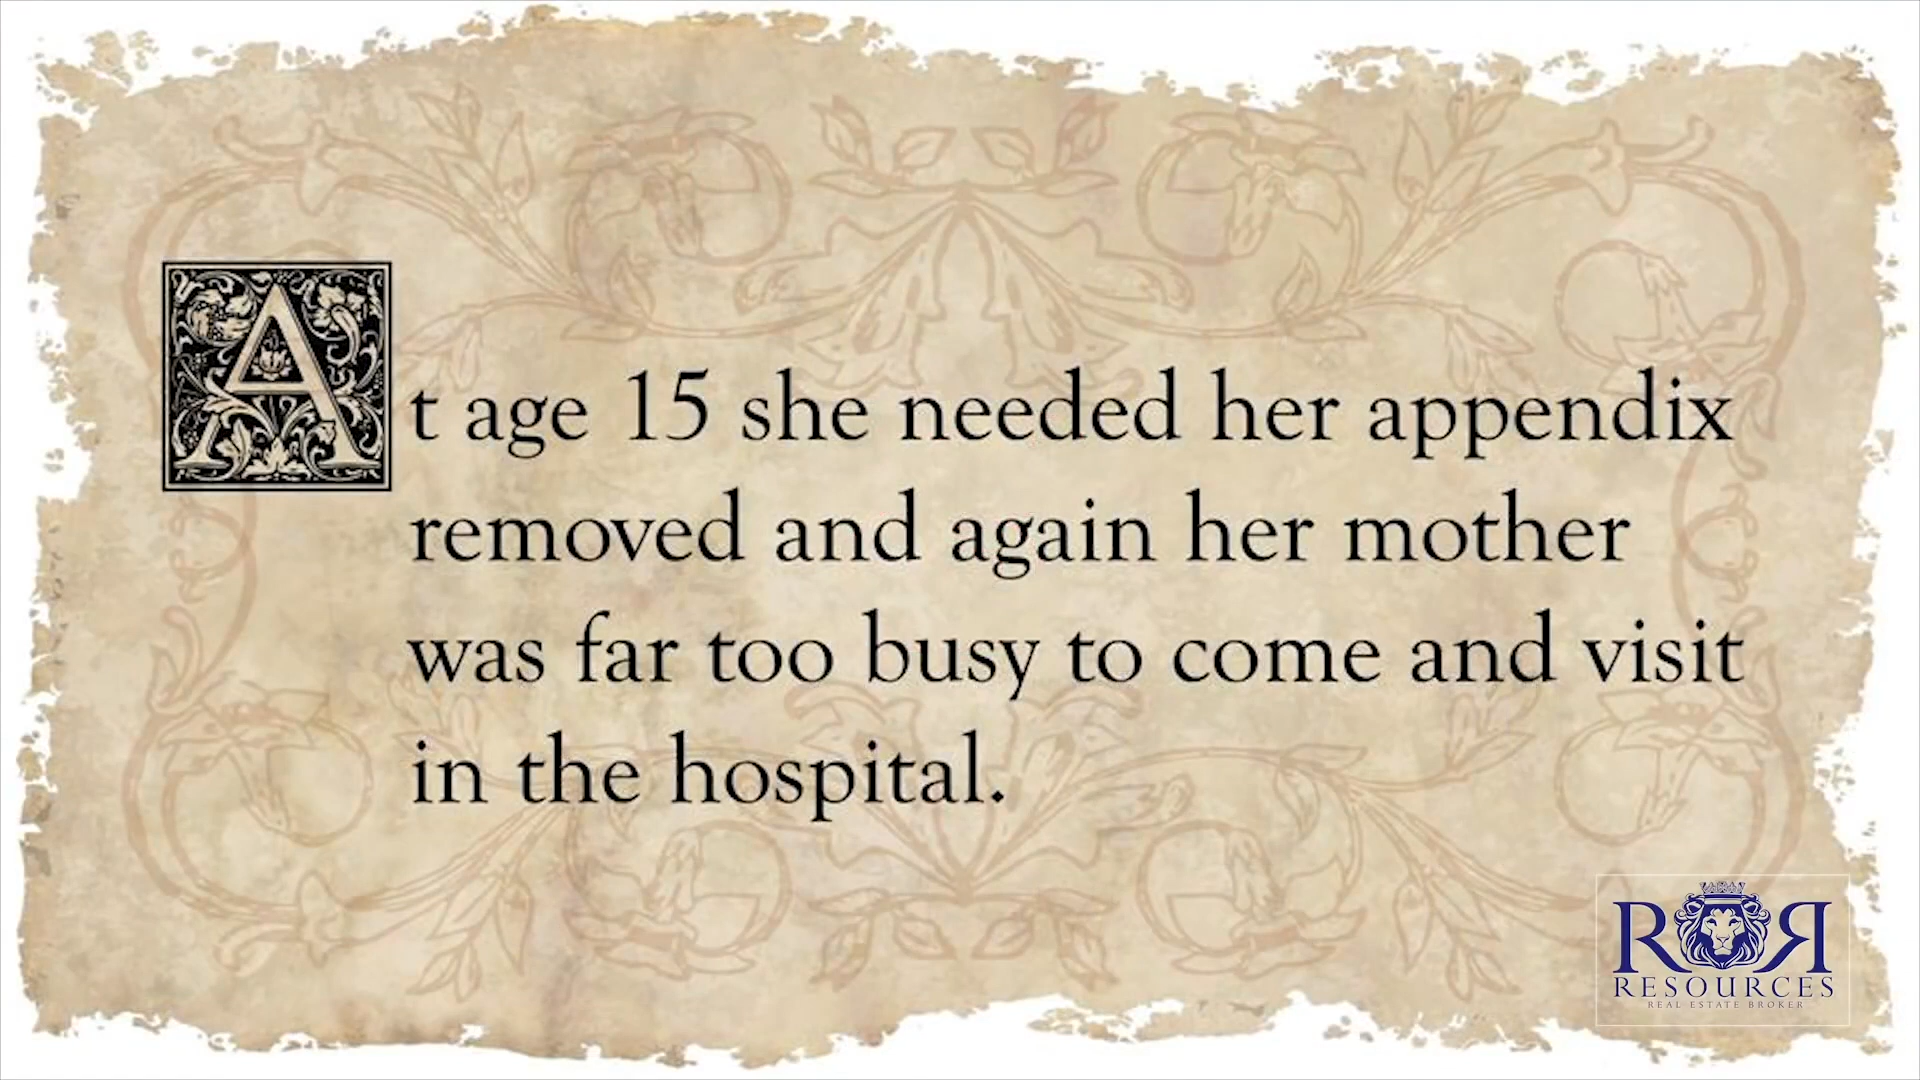 At age 15 she needed her appendix
removed and again her mother
was far too busy to come and visit
in the hospital.
R R
RESOURCES
REAL ESTATE BROKER